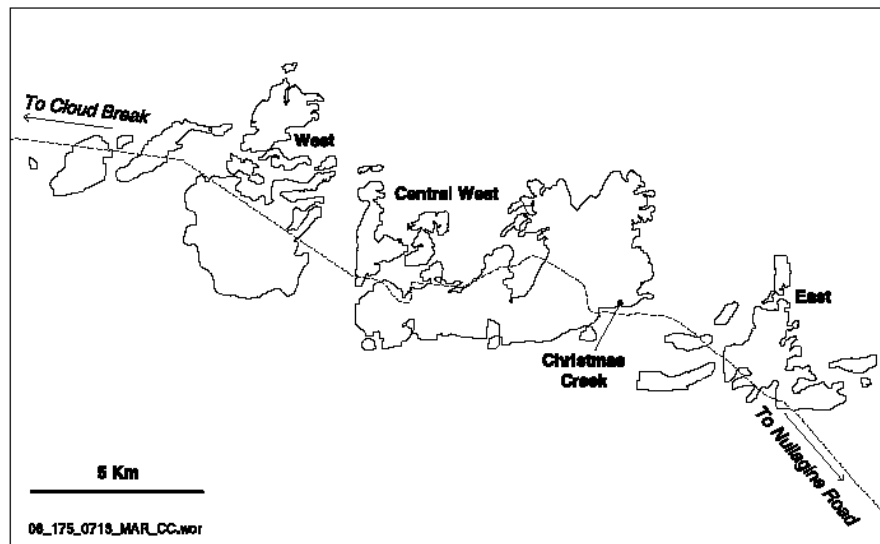 To Cloud Break
West
Central West
East
Christmas
Creek
To Nullagine Road
5 Km
06_175_0713_MAR_CC.wor